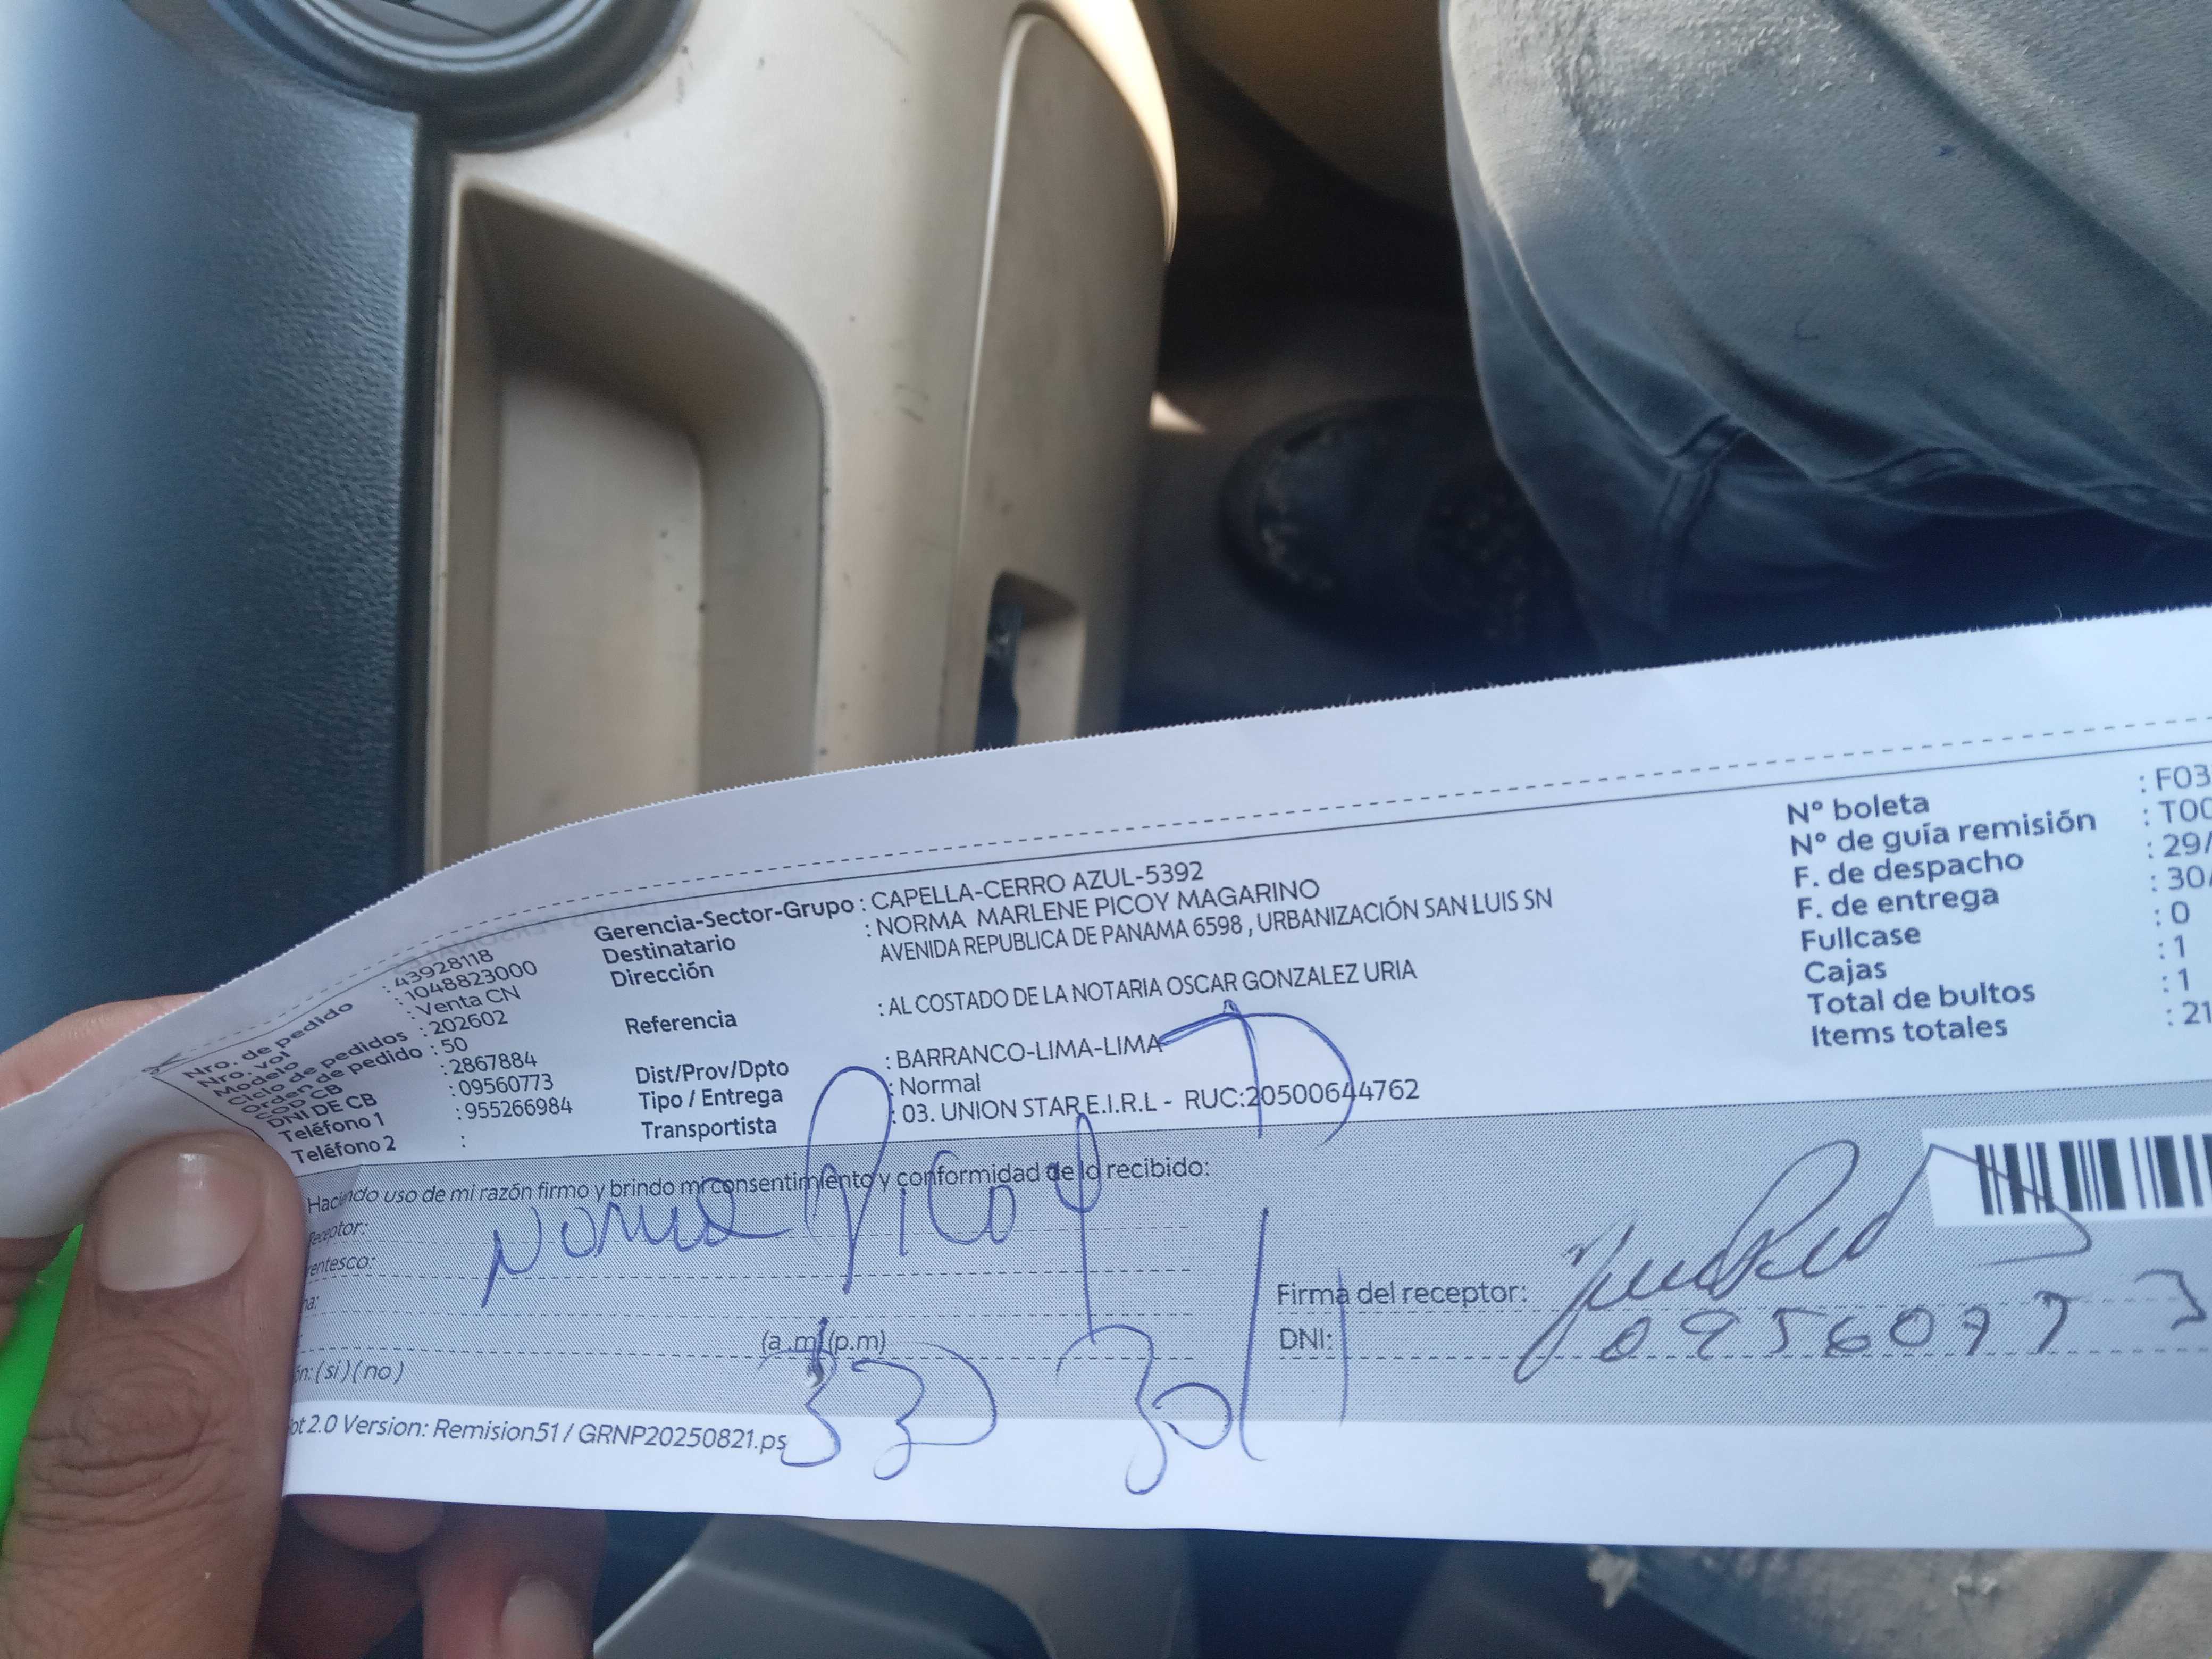 Nro. de pedido : 43928118
Nro. vol : 1048823000
Modelo : Venta CN
Ciclo de pedidos : 202602
Orden de pedido : 50
COD CB : 2867884
DNI DE CB : 09560773
Teléfono 1 : 955266984
Teléfono 2 :
Gerencia-Sector-Grupo : CAPELLA-CERRO AZUL-5392
Destinatario : NORMA MARLENE PICOY MAGARINO
Dirección AVENIDA REPUBLICA DE PANAMA 6598 , URBANIZACIÓN SAN LUIS SN
Referencia : AL COSTADO DE LA NOTARIA OSCAR GONZALEZ URIA
Dist/Prov/Dpto : BARRANCO-LIMA-LIMA
Tipo / Entrega : Normal
Transportista : 03. UNION STAR E.I.R.L - RUC:20500644762
N° boleta : F03
N° de guía remisión : T00
F. de despacho : 29/
F. de entrega : 30/
Fullcase : 0
Cajas : 1
Total de bultos : 1
Items totales : 21
Haciendo uso de mi razón firmo y brindo mi consentimiento y conformidad de lo recibido:
Receptor: Norma Picoy
rentesco:
ha:
(a.m)(p.m)
ón: (si) (no)
Firma del receptor:
DNI: 09560773
ot 2.0 Version: Remision51 / GRNP20250821.ps